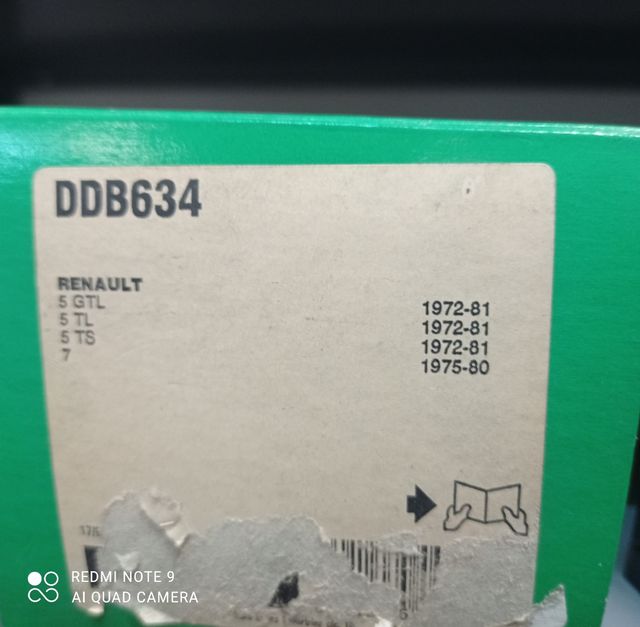 DDB634
RENAULT
5 GTL 1972-81
5 TL 1972-81
5 TS 1972-81
7 1975-80
REDMI NOTE 9
AI QUAD CAMERA